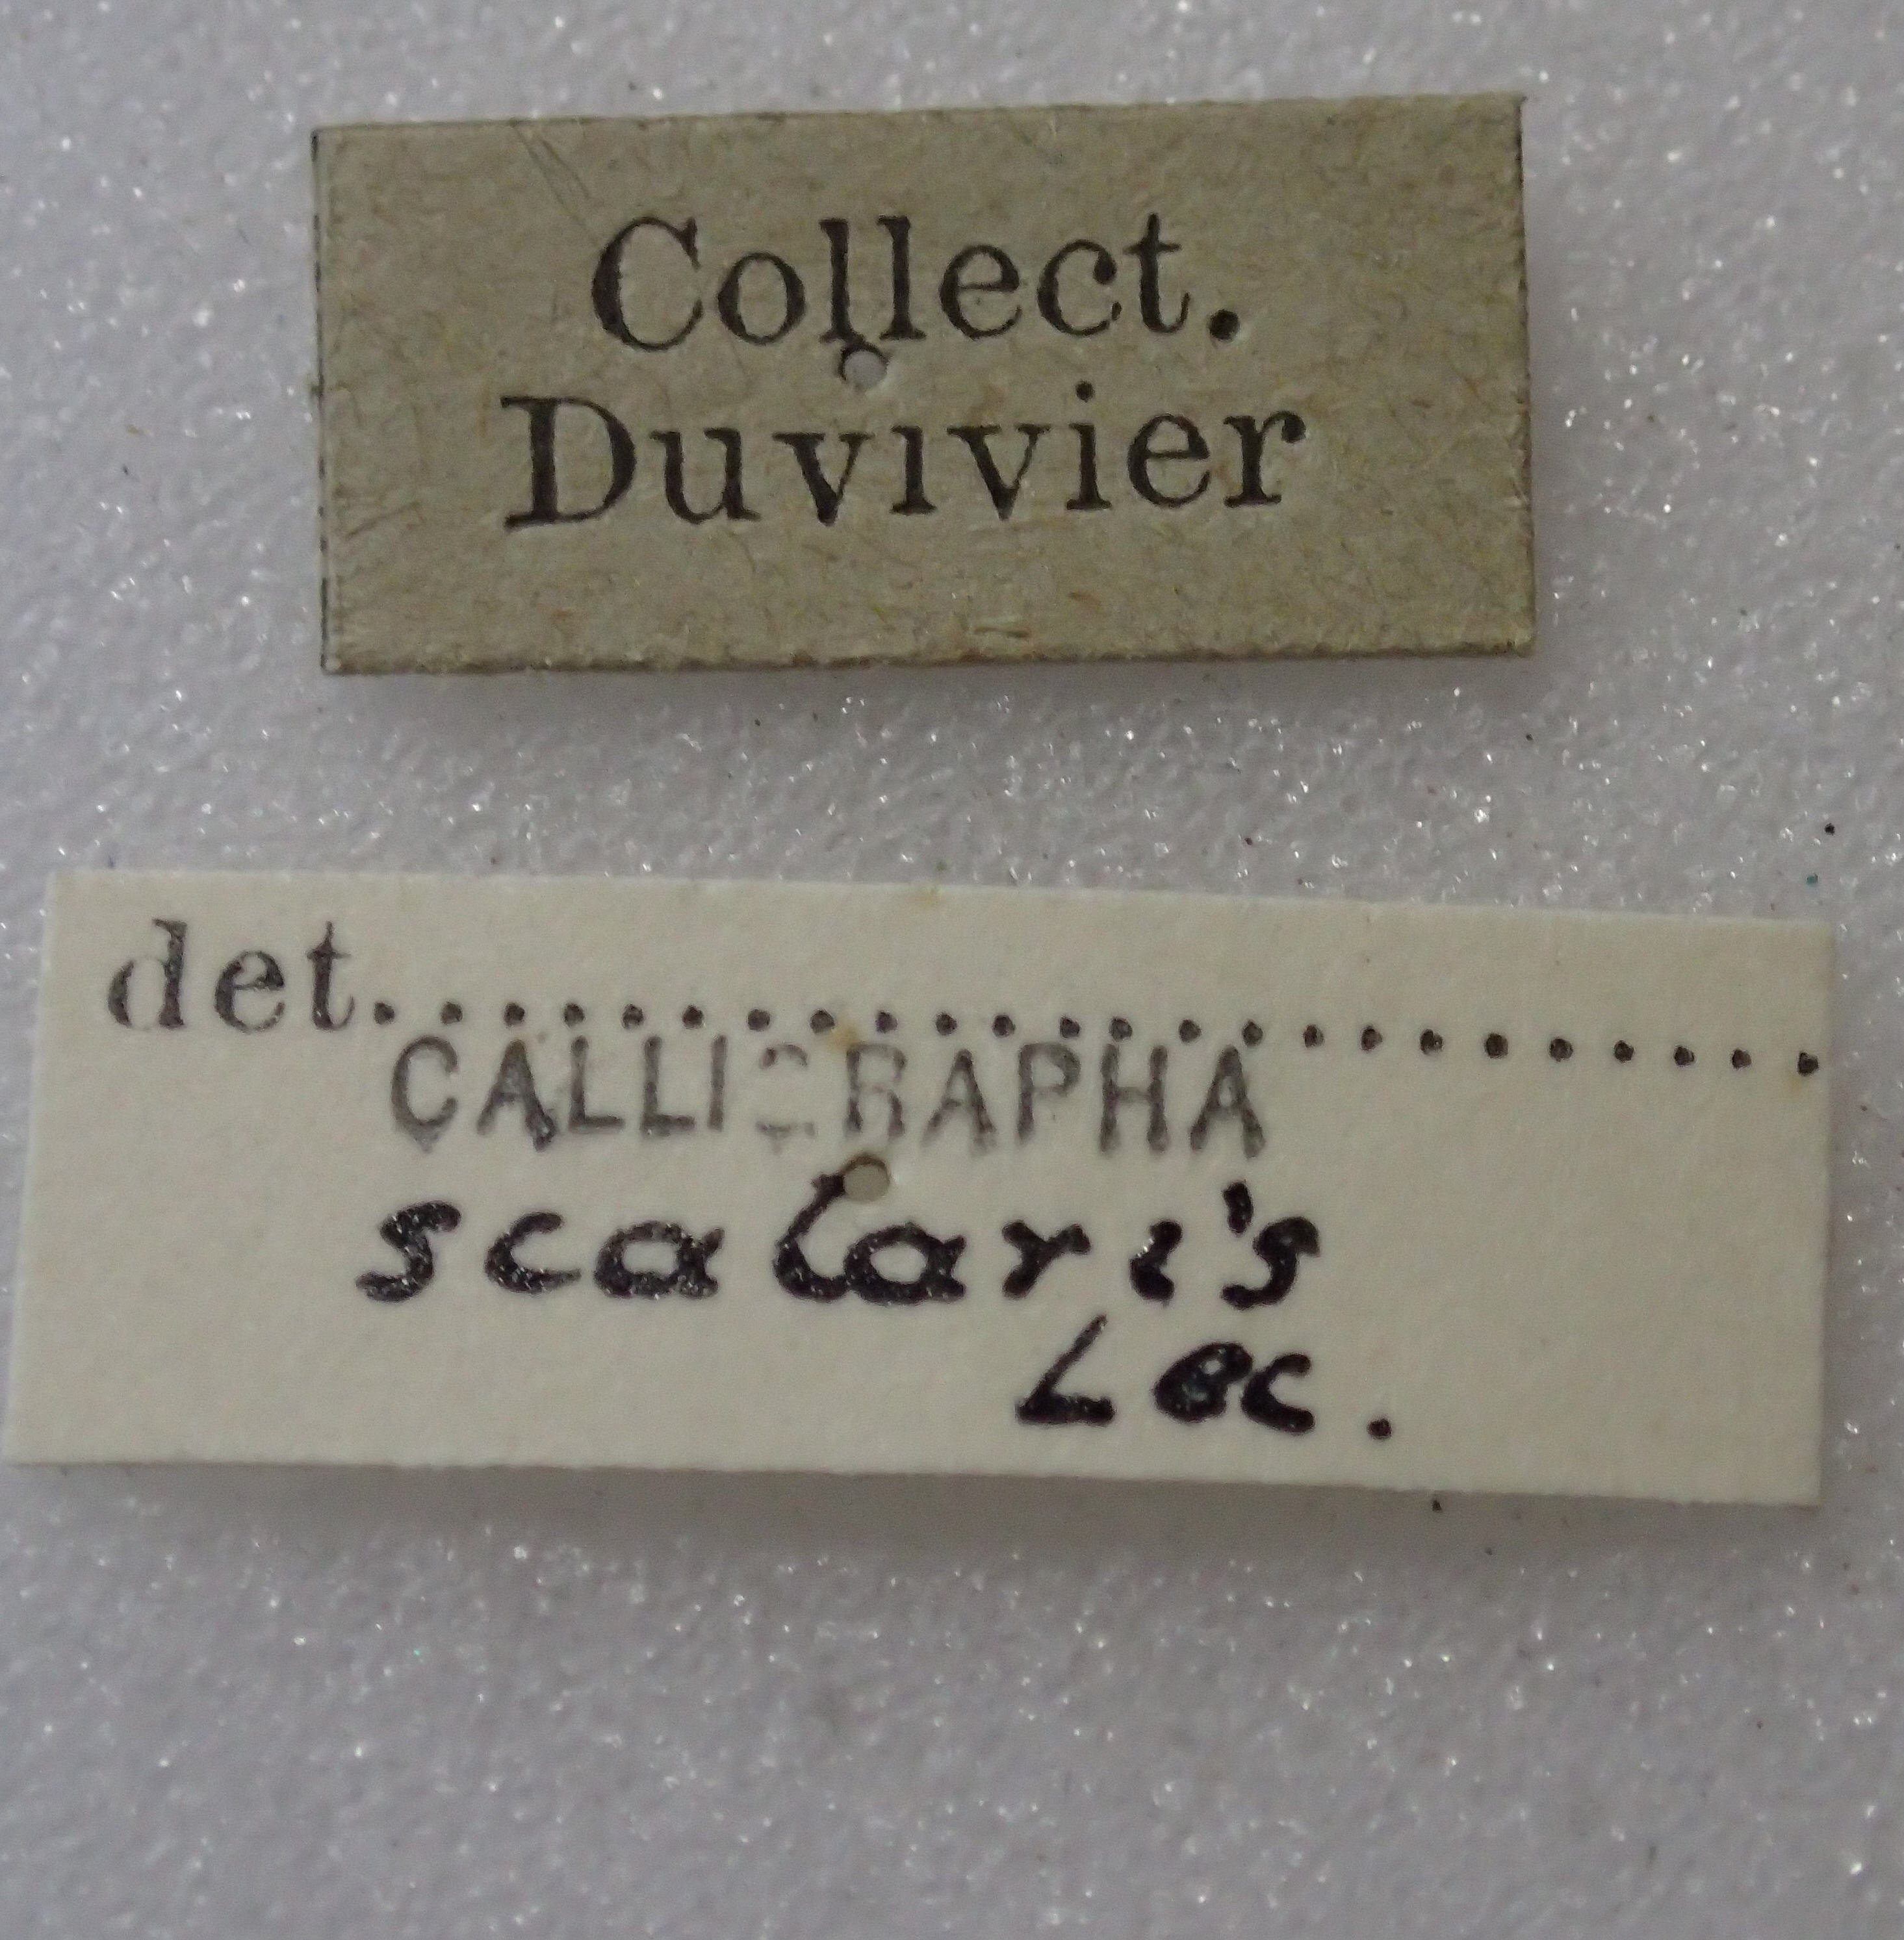 Collect.
Duvivier
det........................
CALLIGRAPHA
scalaris
Lec.